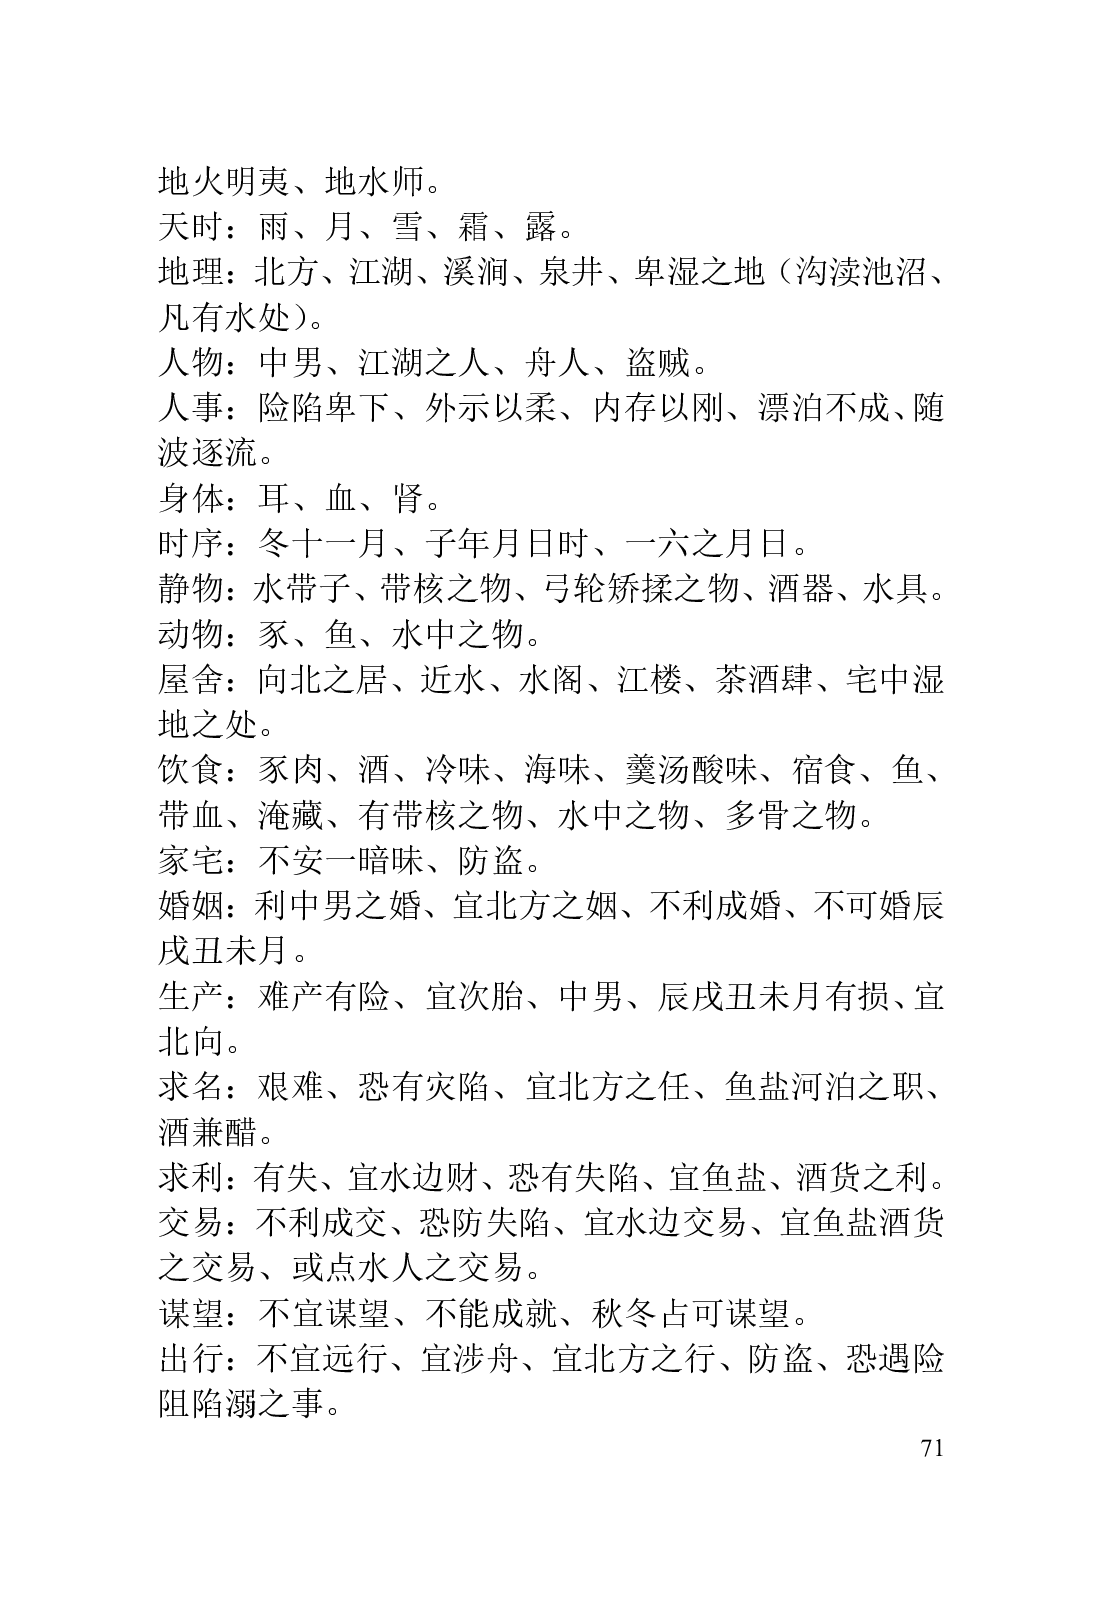 地火明夷、地水师。
天时：雨、月、雪、霜、露。
地理：北方、江湖、溪涧、泉井、卑湿之地（沟渎池沼、
凡有水处）。
人物：中男、江湖之人、舟人、盗贼。
人事：险陷卑下、外示以柔、内存以刚、漂泊不成、随
波逐流。
身体：耳、血、肾。
时序：冬十一月、子年月日时、一六之月日。
静物：水带子、带核之物、弓轮矫揉之物、酒器、水具。
动物：豕、鱼、水中之物。
屋舍：向北之居、近水、水阁、江楼、茶酒肆、宅中湿
地之处。
饮食：豕肉、酒、冷味、海味、羹汤酸味、宿食、鱼、
带血、淹藏、有带核之物、水中之物、多骨之物。
家宅：不安一暗昧、防盗。
婚姻：利中男之婚、宜北方之姻、不利成婚、不可婚辰
戌丑未月。
生产：难产有险、宜次胎、中男、辰戌丑未月有损、宜
北向。
求名：艰难、恐有灾陷、宜北方之任、鱼盐河泊之职、
酒兼醋。
求利：有失、宜水边财、恐有失陷、宜鱼盐、酒货之利。
交易：不利成交、恐防失陷、宜水边交易、宜鱼盐酒货
之交易、或点水人之交易。
谋望：不宜谋望、不能成就、秋冬占可谋望。
出行：不宜远行、宜涉舟、宜北方之行、防盗、恐遇险
阻陷溺之事。
71